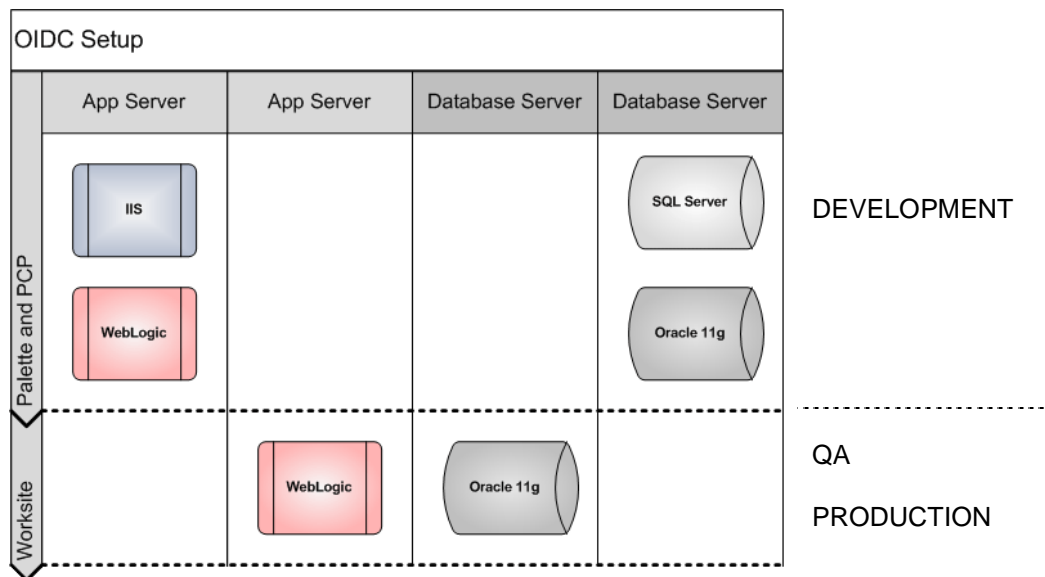 OIDC Setup
App Server
App Server
Database Server
Database Server
Palette and PCP
IIS
SQL Server
DEVELOPMENT
WebLogic
Oracle 11g
Worksite
WebLogic
Oracle 11g
QA
PRODUCTION